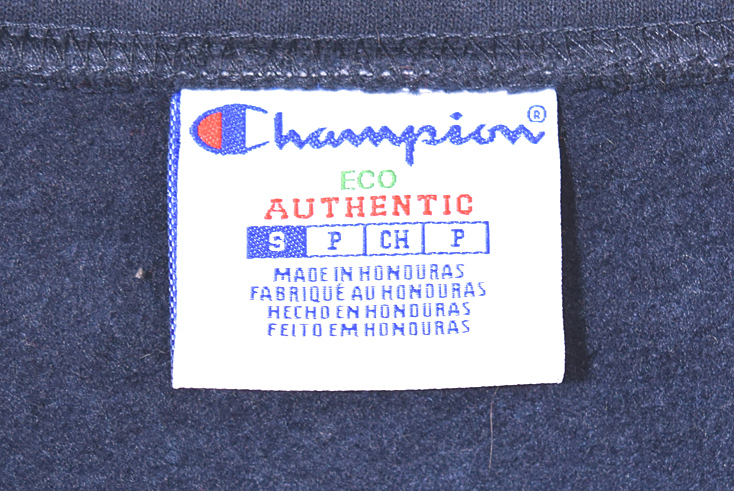 Champion®
ECO
AUTHENTIC
S P CH P
MADE IN HONDURAS
FABRIQUÉ AU HONDURAS
HECHO EN HONDURAS
FEITO EM HONDURAS